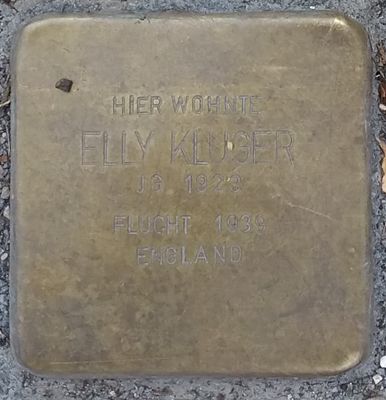 HIER WOHNTE
ELLY KLUGER
JG. 1929
FLUCHT 1939
ENGLAND